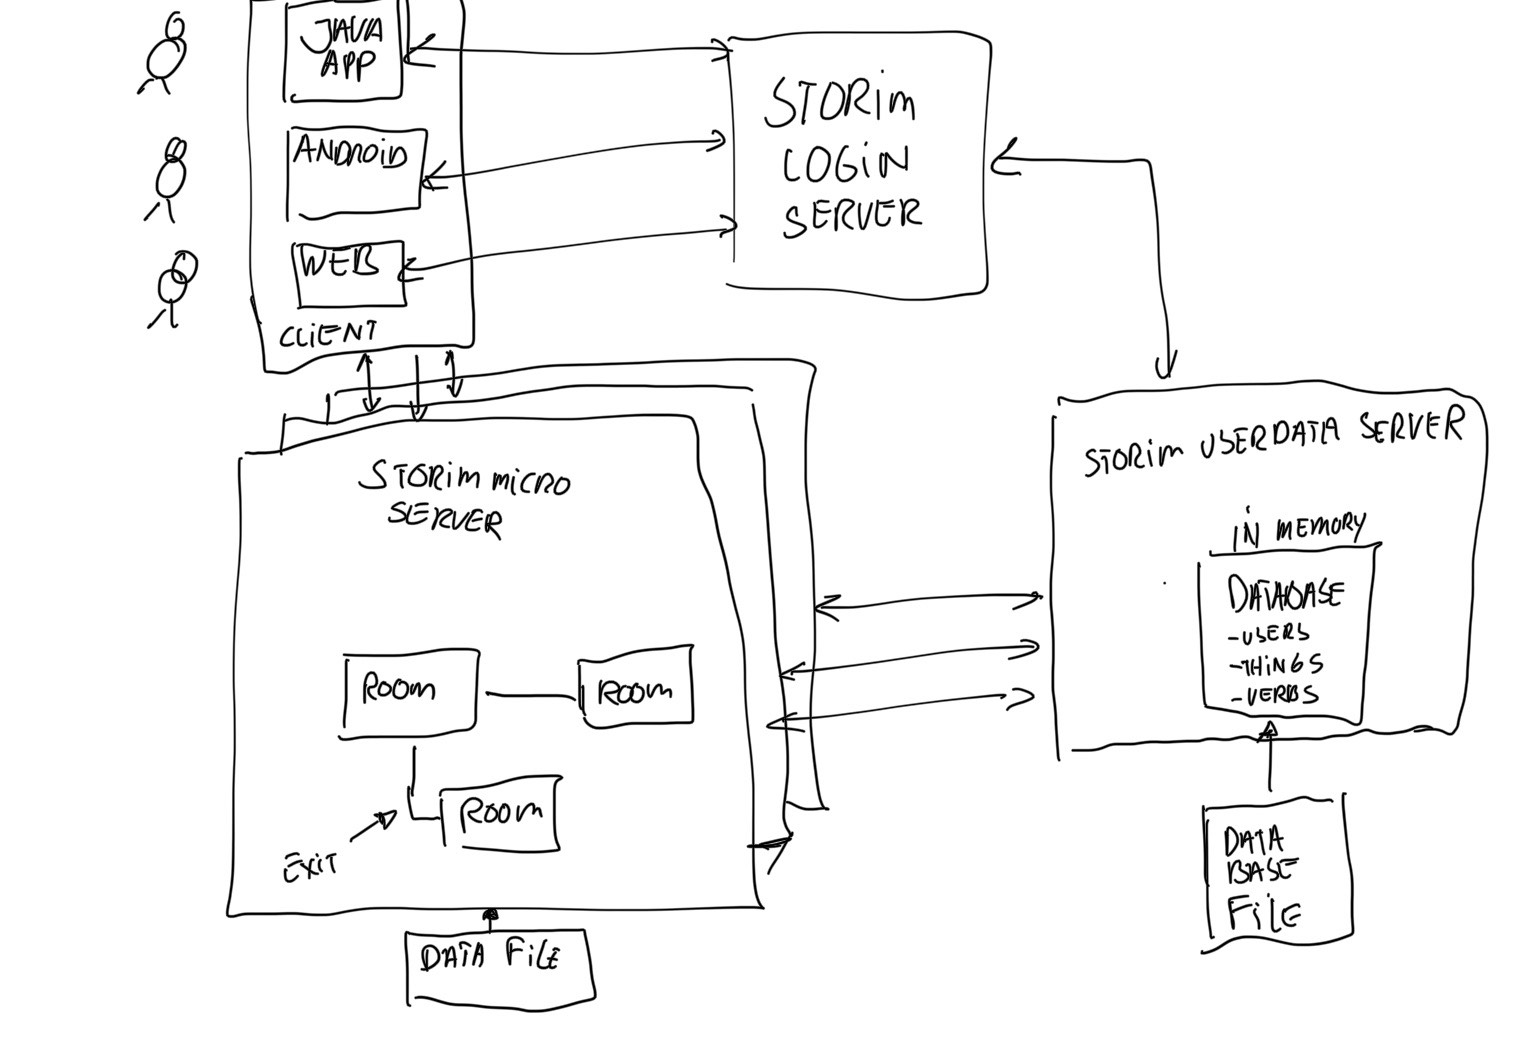 JAVA
APP
ANDROiD
WEB
CLiENT
STORim
LOGiN
SERVER
STORim micRO
SERVER
ROOm
ROOm
ROOm
EXiT
DATA FiLE
STORim USERDATA SERVER
iN MEMORY
DATABASE
-USERS
-THiNGS
-VERBS
DATA
BASE
FiLE